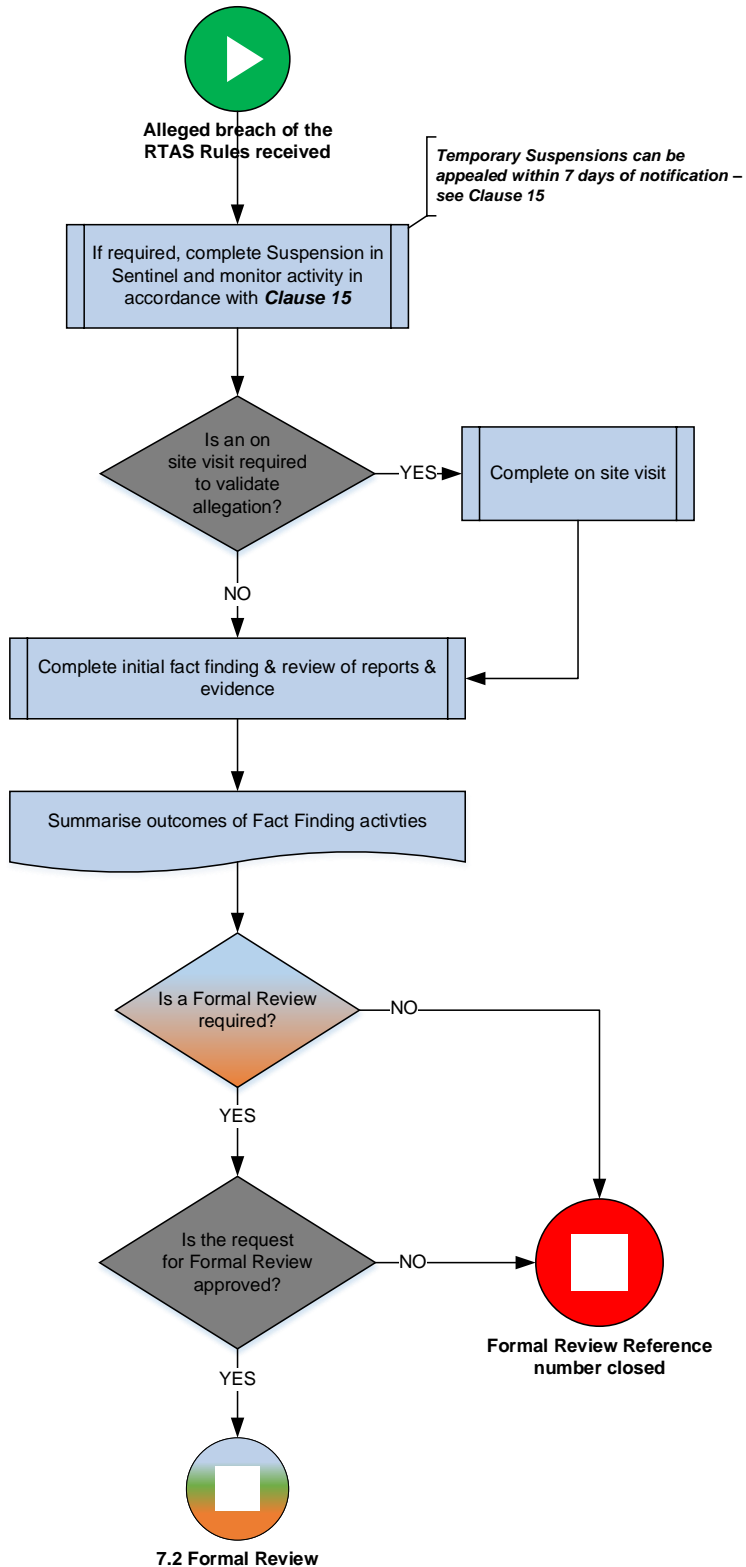 Alleged breach of the
RTAS Rules received
Temporary Suspensions can be
appealed within 7 days of notification –
see Clause 15
If required, complete Suspension in
Sentinel and monitor activity in
accordance with Clause 15
Is an on
site visit required
to validate
allegation?
YES
Complete on site visit
NO
Complete initial fact finding & review of reports &
evidence
Summarise outcomes of Fact Finding activties
Is a Formal Review
required?
NO
YES
Is the request
for Formal Review
approved?
NO
Formal Review Reference
number closed
YES
7.2 Formal Review